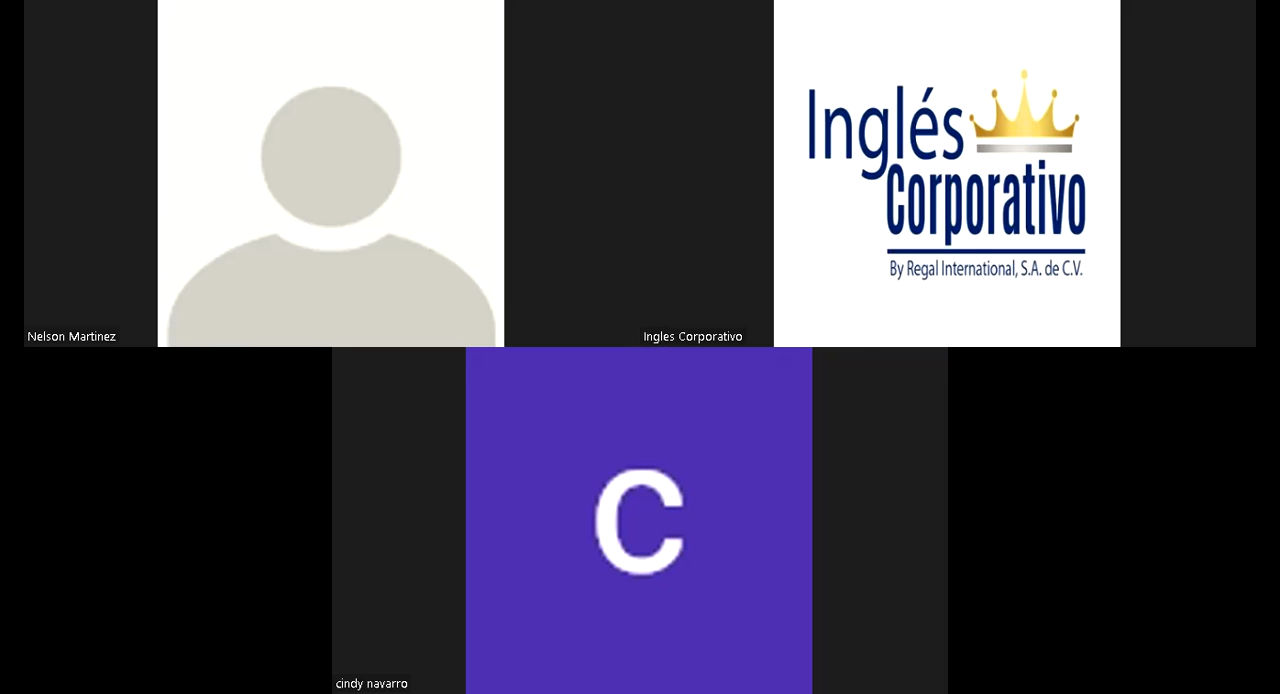 Inglés
Corporativo
By Regal International, S.A. de C.V.
Nelson Martinez
Ingles Corporativo
C
cindy navarro